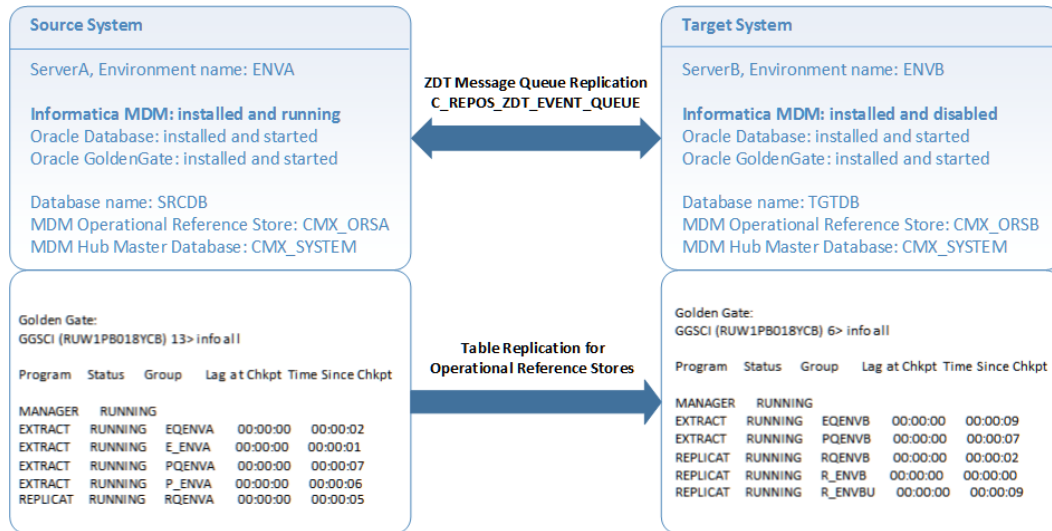 Source System
ServerA, Environment name: ENVA
Informatica MDM: installed and running
Oracle Database: installed and started
Oracle GoldenGate: installed and started
Database name: SRCDB
MDM Operational Reference Store: CMX_ORSA
MDM Hub Master Database: CMX_SYSTEM
Golden Gate:
GGSCI (RUW1PB018YCB) 13> info all
Program Status Group Lag at Chkpt Time Since Chkpt
MANAGER RUNNING
EXTRACT RUNNING EQENVA 00:00:00 00:00:02
EXTRACT RUNNING E_ENVA 00:00:00 00:00:01
EXTRACT RUNNING PQENVA 00:00:00 00:00:07
EXTRACT RUNNING P_ENVA 00:00:00 00:00:06
REPLICAT RUNNING RQENVA 00:00:00 00:00:05
ZDT Message Queue Replication
C_REPOS_ZDT_EVENT_QUEUE
Table Replication for
Operational Reference Stores
Target System
ServerB, Environment name: ENVB
Informatica MDM: installed and disabled
Oracle Database: installed and started
Oracle GoldenGate: installed and started
Database name: TGTDB
MDM Operational Reference Store: CMX_ORSB
MDM Hub Master Database: CMX_SYSTEM
Golden Gate:
GGSCI (RUW1PB018YCB) 6> info all
Program Status Group Lag at Chkpt Time Since Chkpt
MANAGER RUNNING
EXTRACT RUNNING EQENVB 00:00:00 00:00:09
EXTRACT RUNNING PQENVB 00:00:00 00:00:07
REPLICAT RUNNING RQENVB 00:00:00 00:00:02
REPLICAT RUNNING R_ENVB 00:00:00 00:00:00
REPLICAT RUNNING R_ENVBU 00:00:00 00:00:09